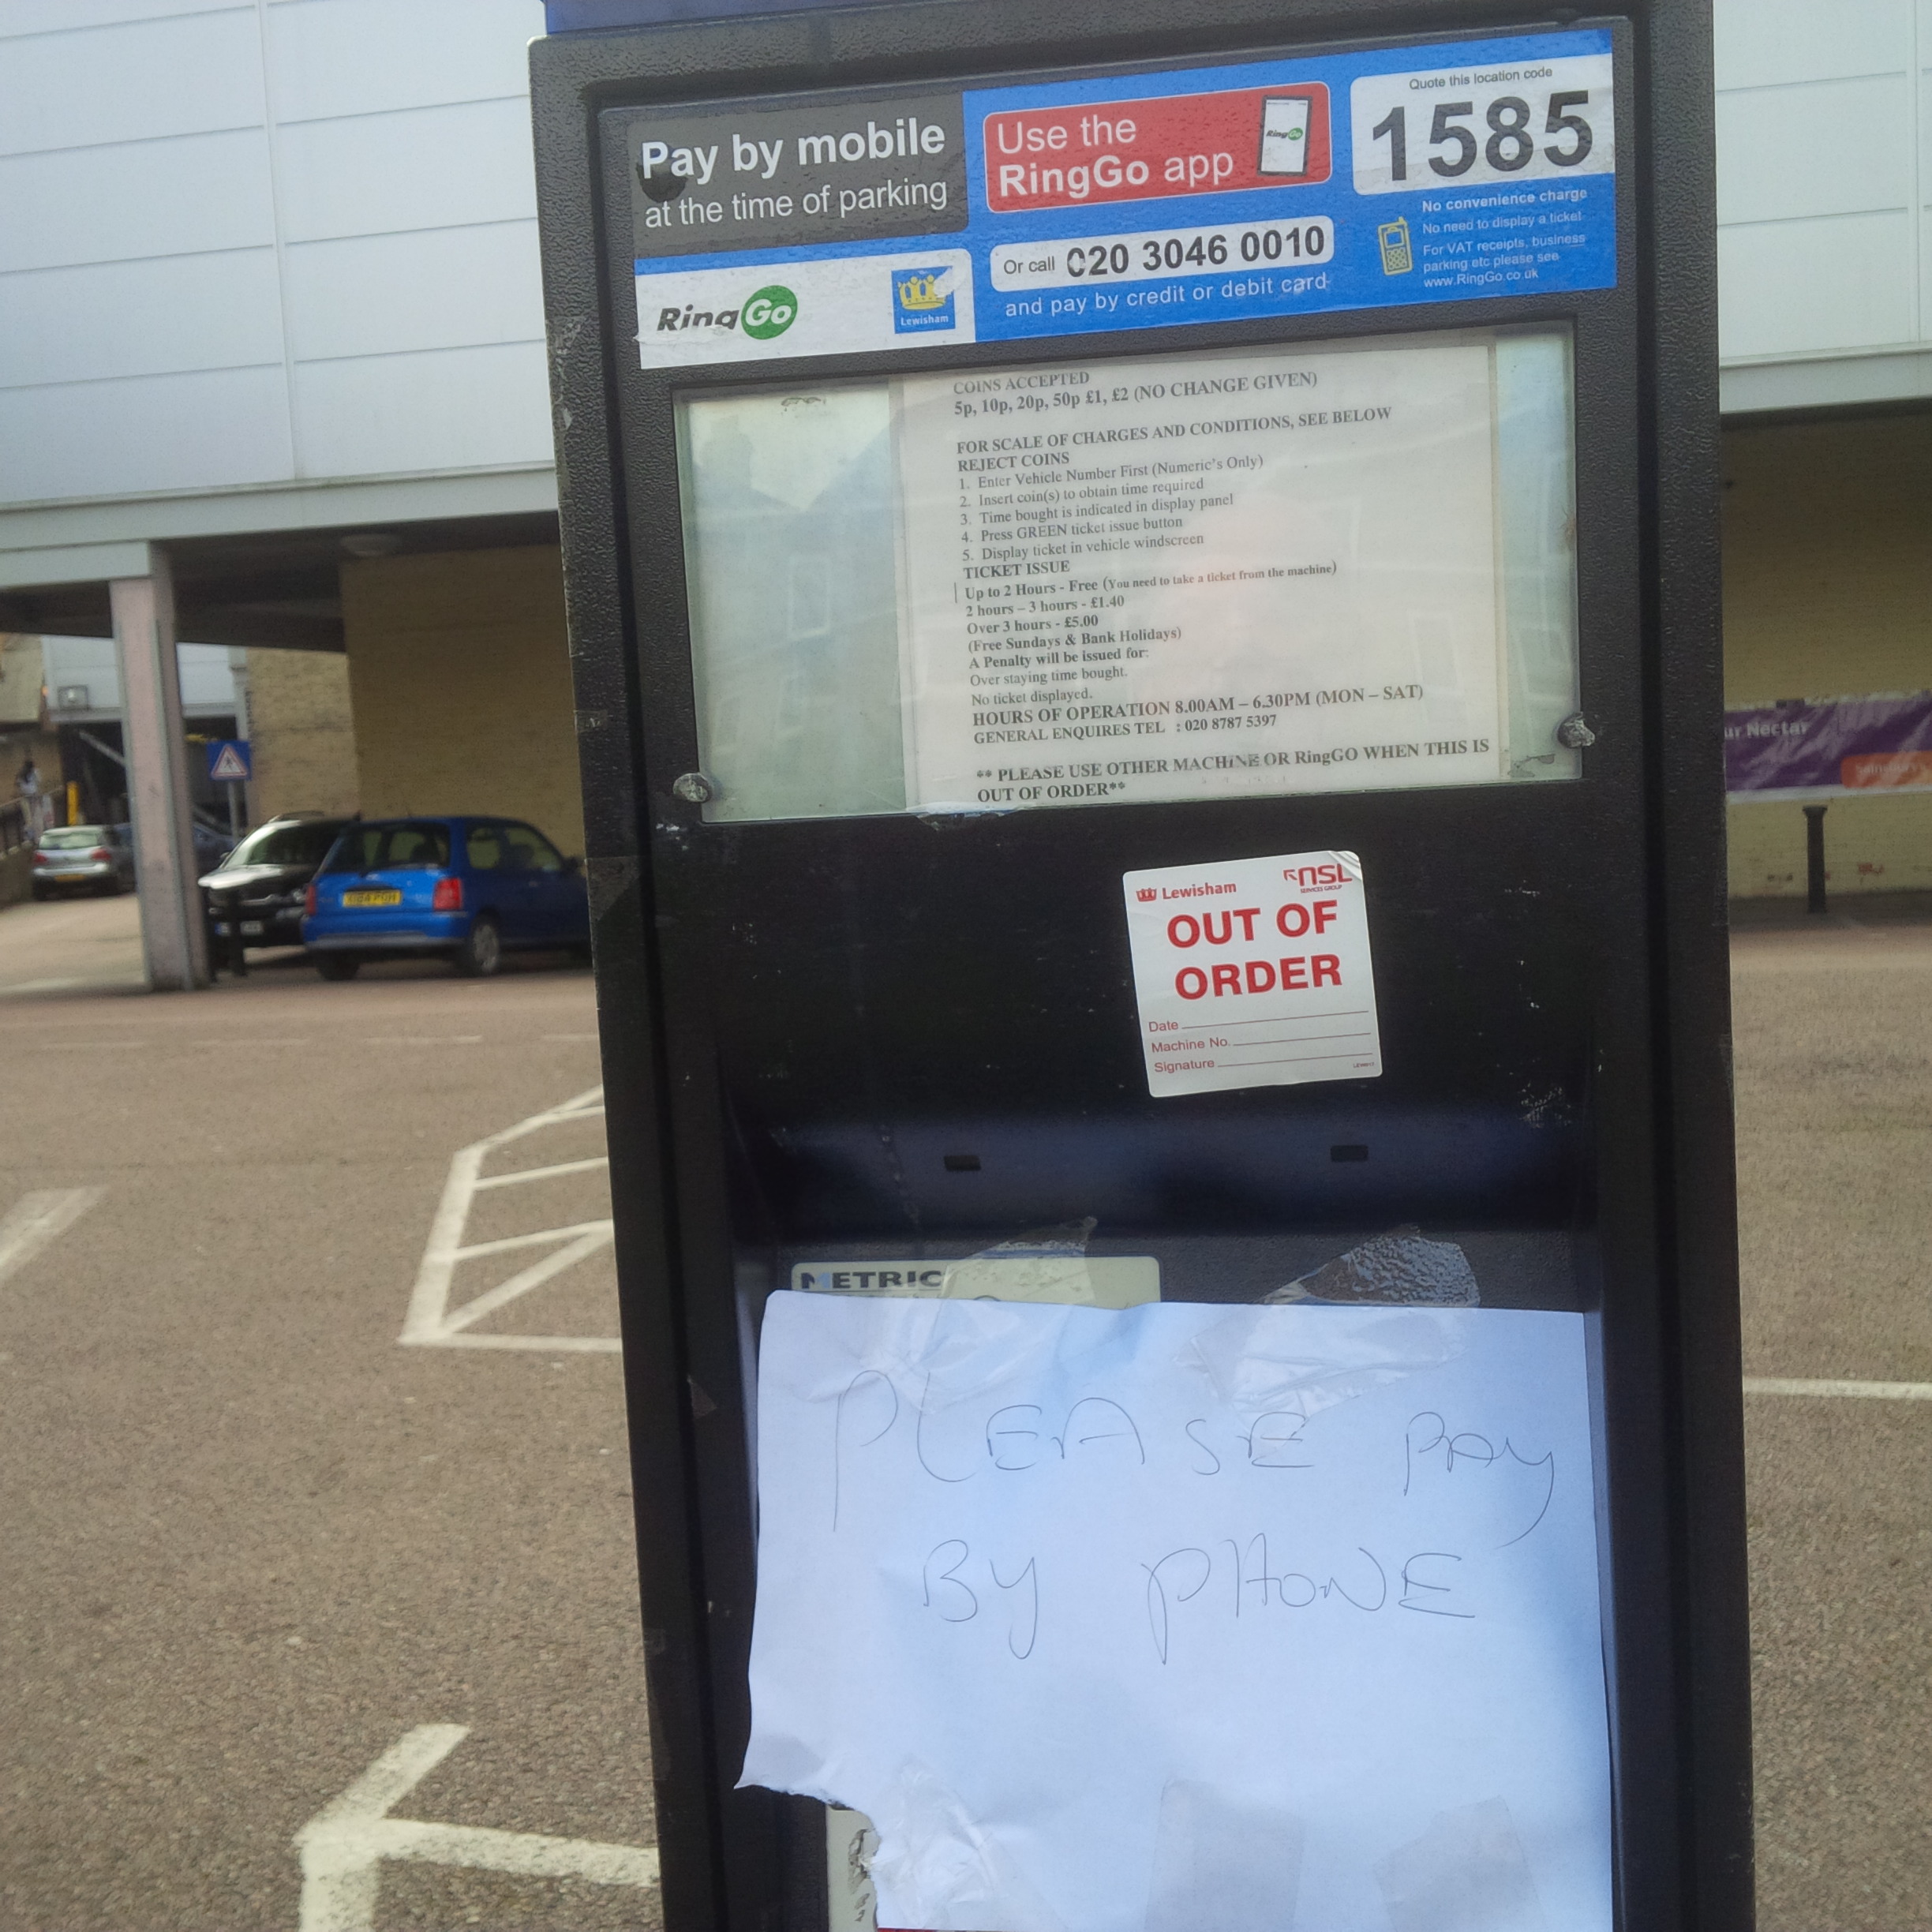 Pay by mobile
at the time of parking
RingGo
Lewisham
Use the
RingGo app
RingGo
Or call 020 3046 0010
and pay by credit or debit card
Quote this location code
1585
No convenience charge
No need to display a ticket
For VAT receipts, business
parking etc please see
www.RingGo.co.uk
COINS ACCEPTED
5p, 10p, 20p, 50p £1, £2 (NO CHANGE GIVEN)
FOR SCALE OF CHARGES AND CONDITIONS, SEE BELOW
REJECT COINS
1. Enter Vehicle Number First (Numeric's Only)
2. Insert coin(s) to obtain time required
3. Time bought is indicated in display panel
4. Press GREEN ticket issue button
5. Display ticket in vehicle windscreen
TICKET ISSUE
Up to 2 Hours - Free (You need to take a ticket from the machine)
2 hours – 3 hours - £1.40
Over 3 hours - £5.00
(Free Sundays & Bank Holidays)
A Penalty will be issued for:
Over staying time bought.
No ticket displayed.
HOURS OF OPERATION 8.00AM – 6.30PM (MON – SAT)
GENERAL ENQUIRES TEL : 020 8787 5397
** PLEASE USE OTHER MACHINE OR RingGO WHEN THIS IS
OUT OF ORDER**
ur Nectar
Sainsbury's
Lewisham
NSL
SERVICES GROUP
OUT OF
ORDER
Date
Machine No.
Signature
METRIC
PLEASE PAY
BY PHONE